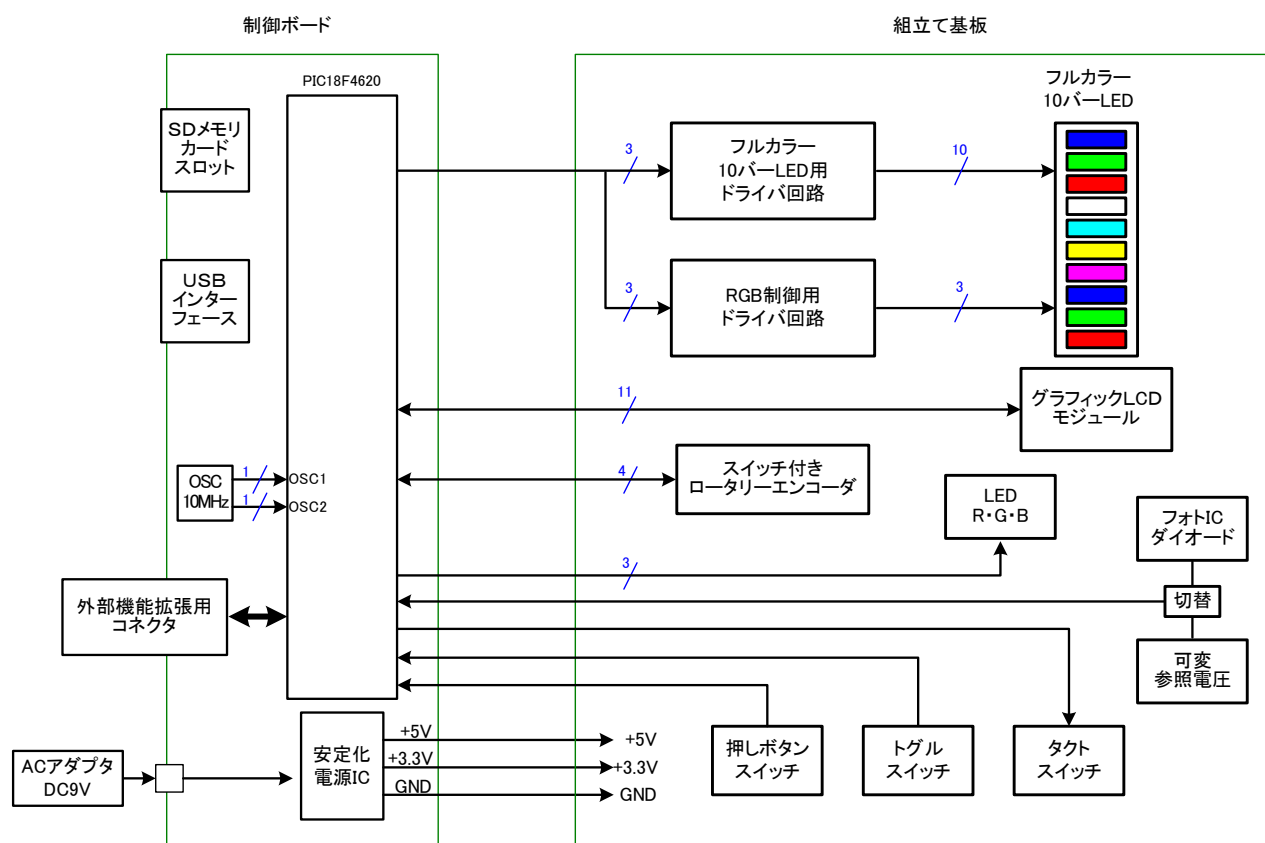 制御ボード
組立て基板
PIC18F4620
フルカラー
10バーLED
SDメモリ
カード
スロット
3
フルカラー
10バーLED用
ドライバ回路
10
USB
インター
フェース
3
RGB制御用
ドライバ回路
3
11
グラフィックLCD
モジュール
OSC
10MHz
1
OSC1
1
OSC2
4
スイッチ付き
ロータリーエンコーダ
LED
R・G・B
フォトIC
ダイオード
3
切替
外部機能拡張用
コネクタ
可変
参照電圧
ACアダプタ
DC9V
安定化
電源IC
+5V
+5V
+3.3V
+3.3V
GND
GND
押しボタン
スイッチ
トグル
スイッチ
タクト
スイッチ